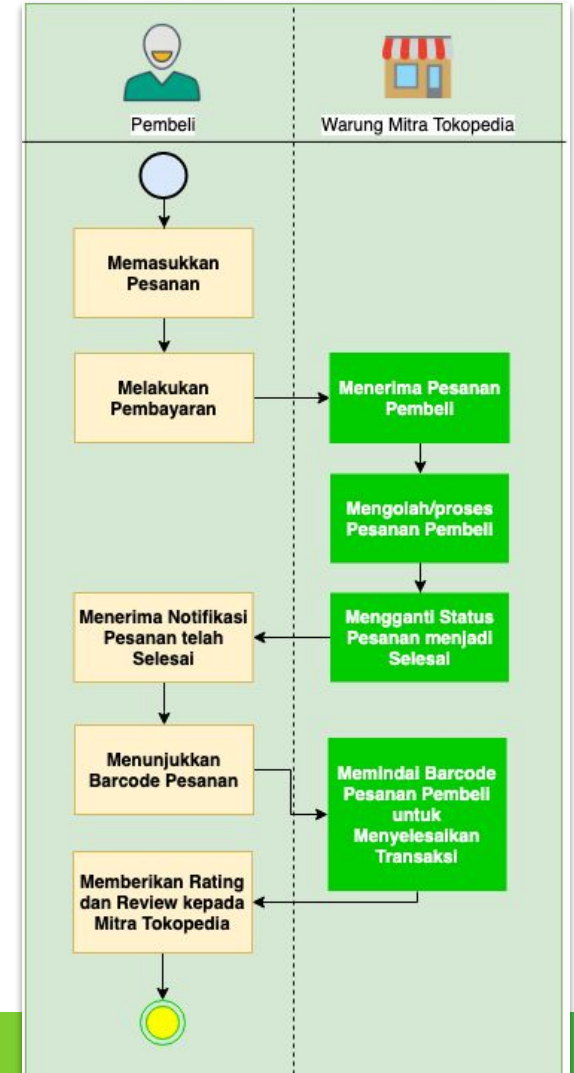 Pembeli
Warung Mitra Tokopedia
Memasukkan
Pesanan
Melakukan
Pembayaran
Menerima Pesanan
Pembeli
Mengolah/proses
Pesanan Pembeli
Mengganti Status
Pesanan menjadi
Selesai
Menerima Notifikasi
Pesanan telah
Selesai
Menunjukkan
Barcode Pesanan
Memindai Barcode
Pesanan Pembeli
untuk
Menyelesaikan
Transaksi
Memberikan Rating
dan Review kepada
Mitra Tokopedia